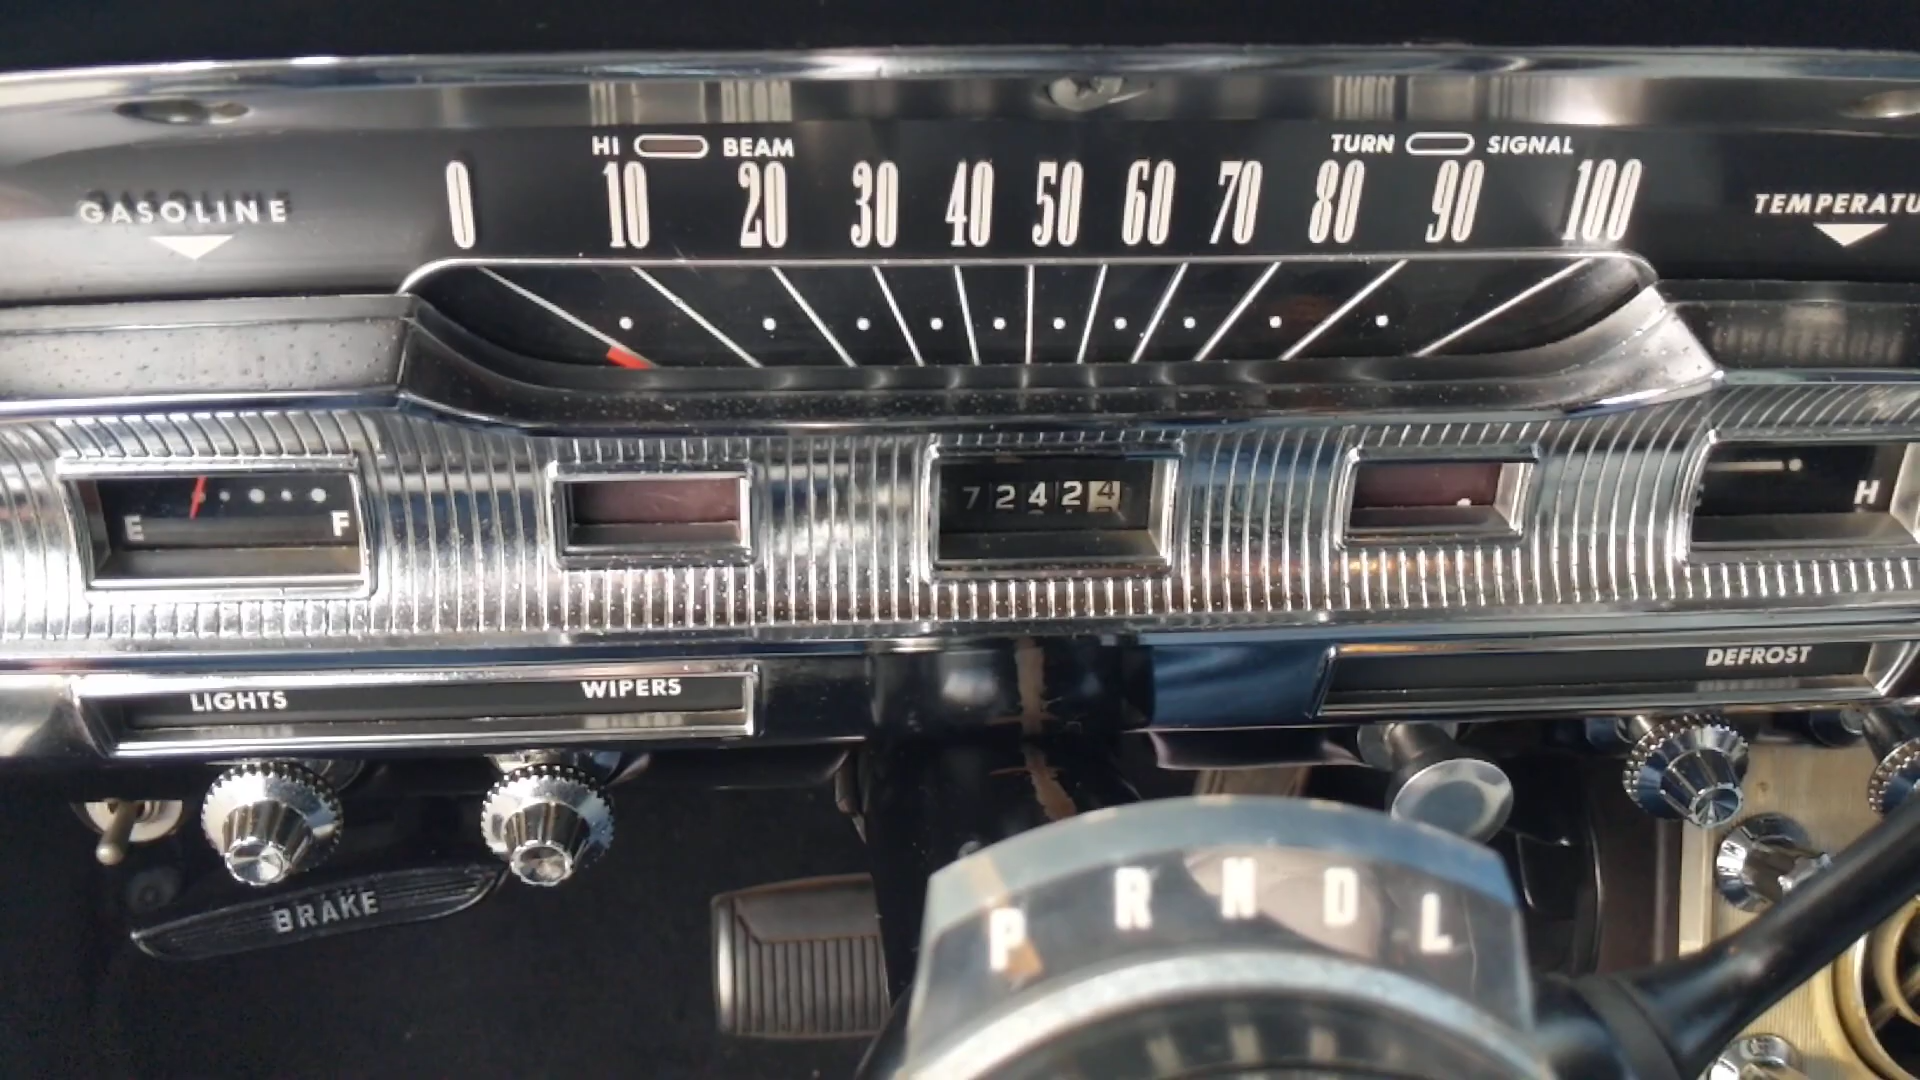 HI BEAM TURN SIGNAL
GASOLINE 0 10 20 30 40 50 60 70 80 90 100 TEMPERATU
E F 72424 H
LIGHTS WIPERS DEFROST
BRAKE
P R N D L